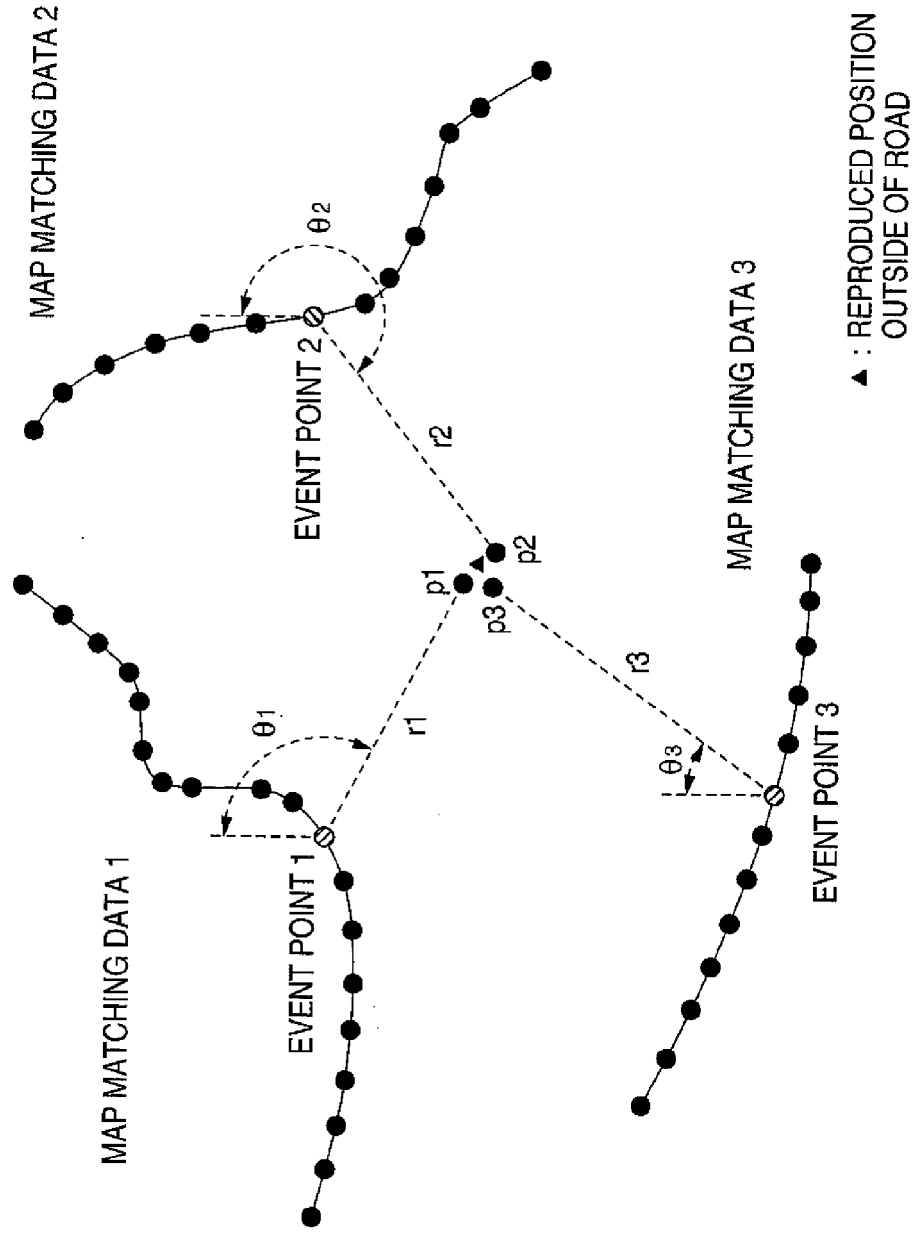 MAP MATCHING DATA 1
MAP MATCHING DATA 2
θ1
EVENT POINT 1
r1
θ2
EVENT POINT 2
r2
p1
p2
p3
r3
θ3
EVENT POINT 3
MAP MATCHING DATA 3
▲ : REPRODUCED POSITION
OUTSIDE OF ROAD